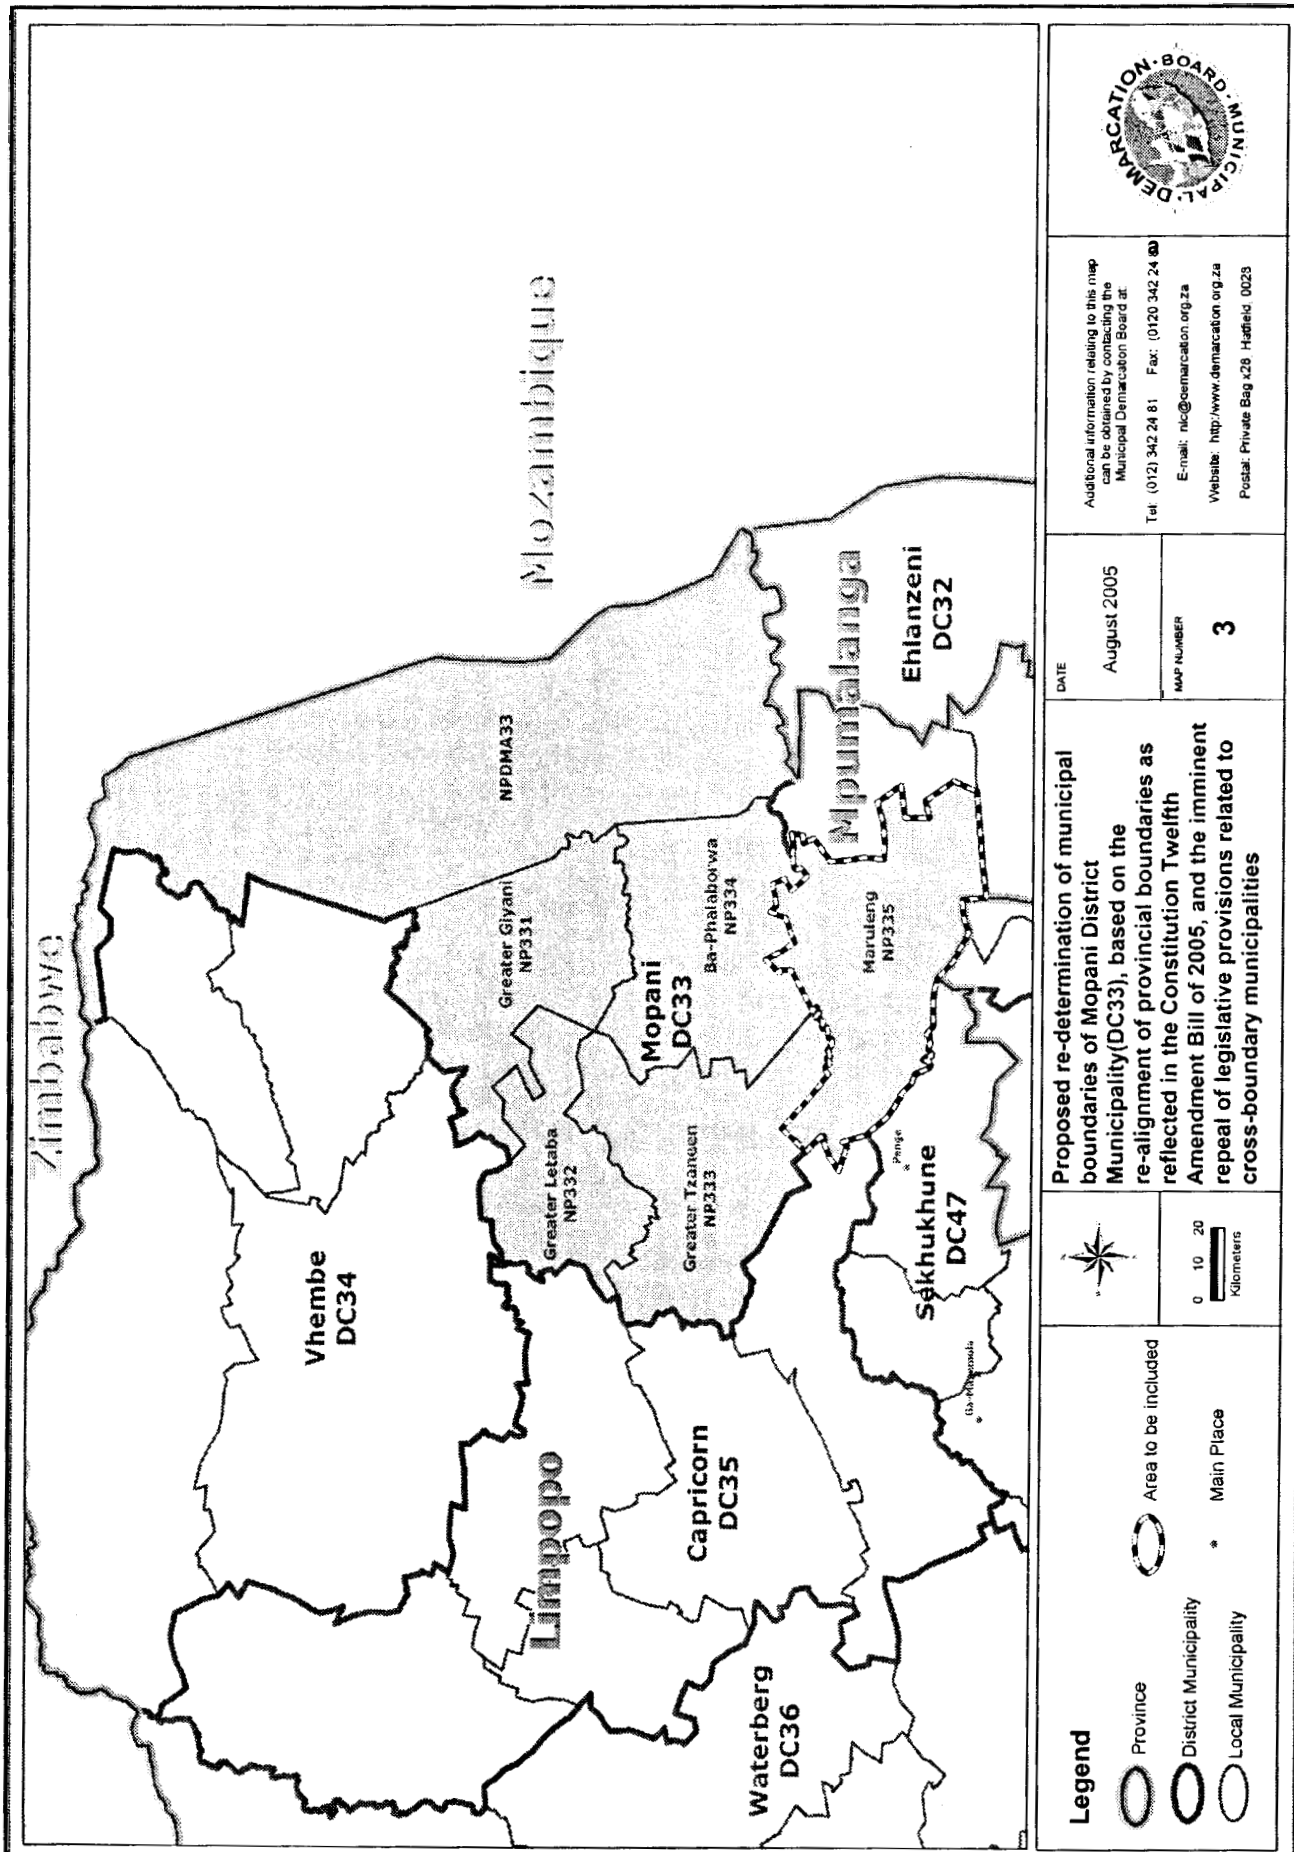 Zimbabwe
Mozambique
Limpopo
Mpumalanga
Vhembe
DC34
Capricorn
DC35
Waterberg
DC36
Sekhukhune
DC47
Mopani
DC33
Ehlanzeni
DC32
NPDMA33
Greater Giyani
NP331
Greater Letaba
NP332
Greater Tzaneen
NP333
Ba-Phalaborwa
NP334
Maruleng
NP335
Penge
Legend
Province
District Municipality
Local Municipality
Area to be included
Main Place
0 10 20
Kilometers
Proposed re-determination of municipal
boundaries of Mopani District
Municipality(DC33), based on the
re-alignment of provincial boundaries as
reflected in the Constitution Twelfth
Amendment Bill of 2005, and the imminent
repeal of legislative provisions related to
cross-boundary municipalities
DATE
August 2005
MAP NUMBER
3
Additional information relating to this map
can be obtained by contacting the
Municipal Demarcation Board at
Tel: (012) 342 24 81 Fax: (0120 342 24
E-mail: nic@demarcation.org.za
Website: http:/www.demarcation.org.za
Postal: Private Bag x28 Hatfield, 0028
MUNICIPAL · DEMARCATION · BOARD ·